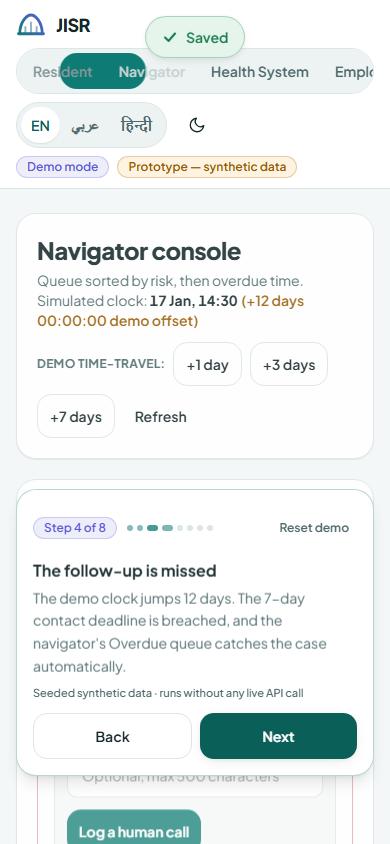 JISR
Saved
Resident Navigator Health System Emplo
EN عربي हिन्दी
Demo mode Prototype — synthetic data
Navigator console
Queue sorted by risk, then overdue time.
Simulated clock: 17 Jan, 14:30 (+12 days
00:00:00 demo offset)
DEMO TIME-TRAVEL: +1 day +3 days
+7 days Refresh
Step 4 of 8 Reset demo
The follow-up is missed
The demo clock jumps 12 days. The 7-day
contact deadline is breached, and the
navigator's Overdue queue catches the case
automatically.
Seeded synthetic data · runs without any live API call
Back Next
Optional, max 500 characters
Log a human call